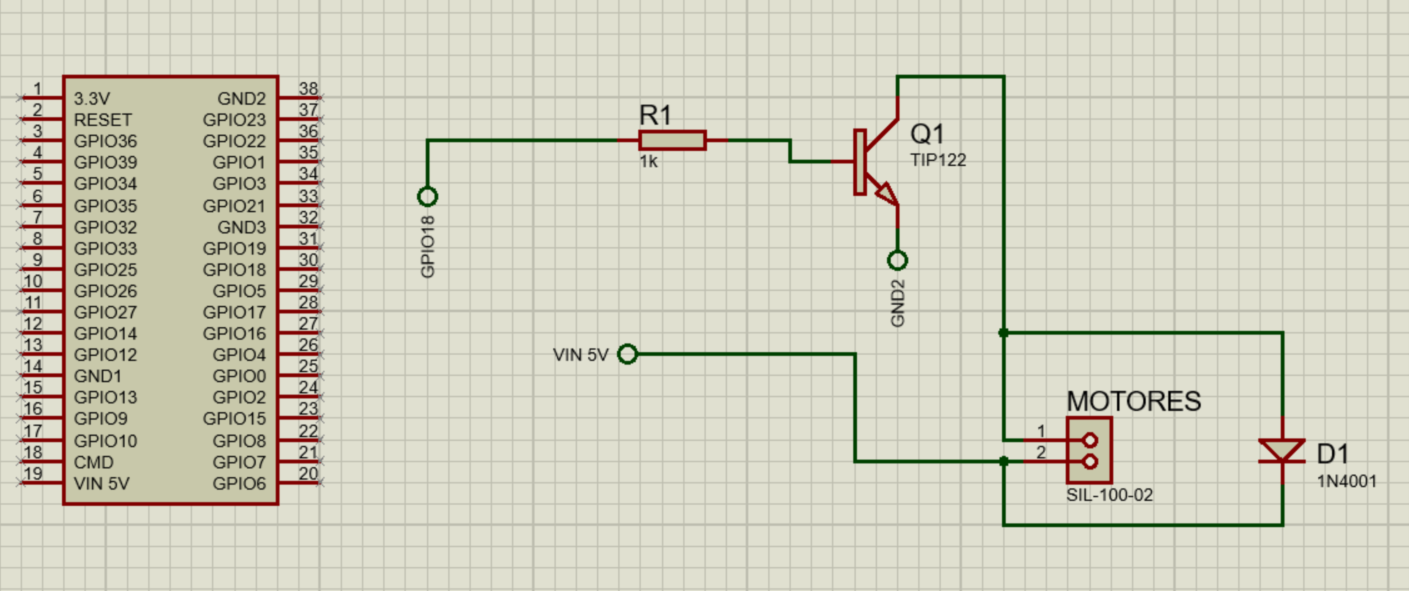 1 3.3V GND2 38
2 RESET GPIO23 37
3 GPIO36 GPIO22 36
4 GPIO39 GPIO1 35
5 GPIO34 GPIO3 34
6 GPIO35 GPIO21 33
7 GPIO32 GND3 32
8 GPIO33 GPIO19 31
9 GPIO25 GPIO18 30
10 GPIO26 GPIO5 29
11 GPIO27 GPIO17 28
12 GPIO14 GPIO16 27
13 GPIO12 GPIO4 26
14 GND1 GPIO0 25
15 GPIO13 GPIO2 24
16 GPIO9 GPIO15 23
17 GPIO10 GPIO8 22
18 CMD GPIO7 21
19 VIN 5V GPIO6 20
GPIO18
R1
1k
Q1
TIP122
GND2
VIN 5V
MOTORES
1
2
SIL-100-02
D1
1N4001